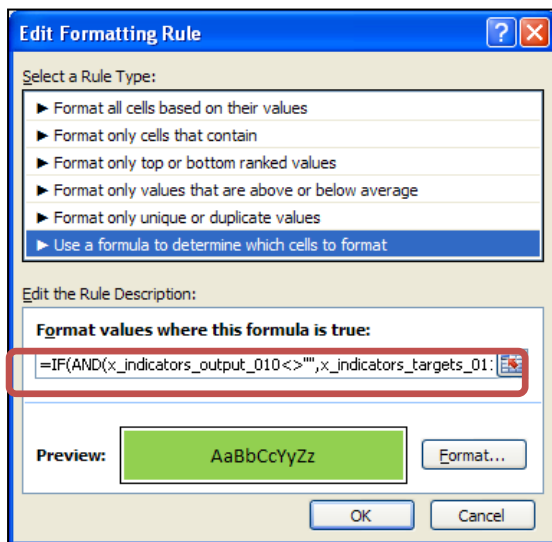 Edit Formatting Rule
Select a Rule Type:
► Format all cells based on their values
► Format only cells that contain
► Format only top or bottom ranked values
► Format only values that are above or below average
► Format only unique or duplicate values
► Use a formula to determine which cells to format
Edit the Rule Description:
Format values where this formula is true:
=IF(AND(x_indicators_output_010<>"",x_indicators_targets_01:
Preview:
AaBbCcYyZz
Format...
OK
Cancel